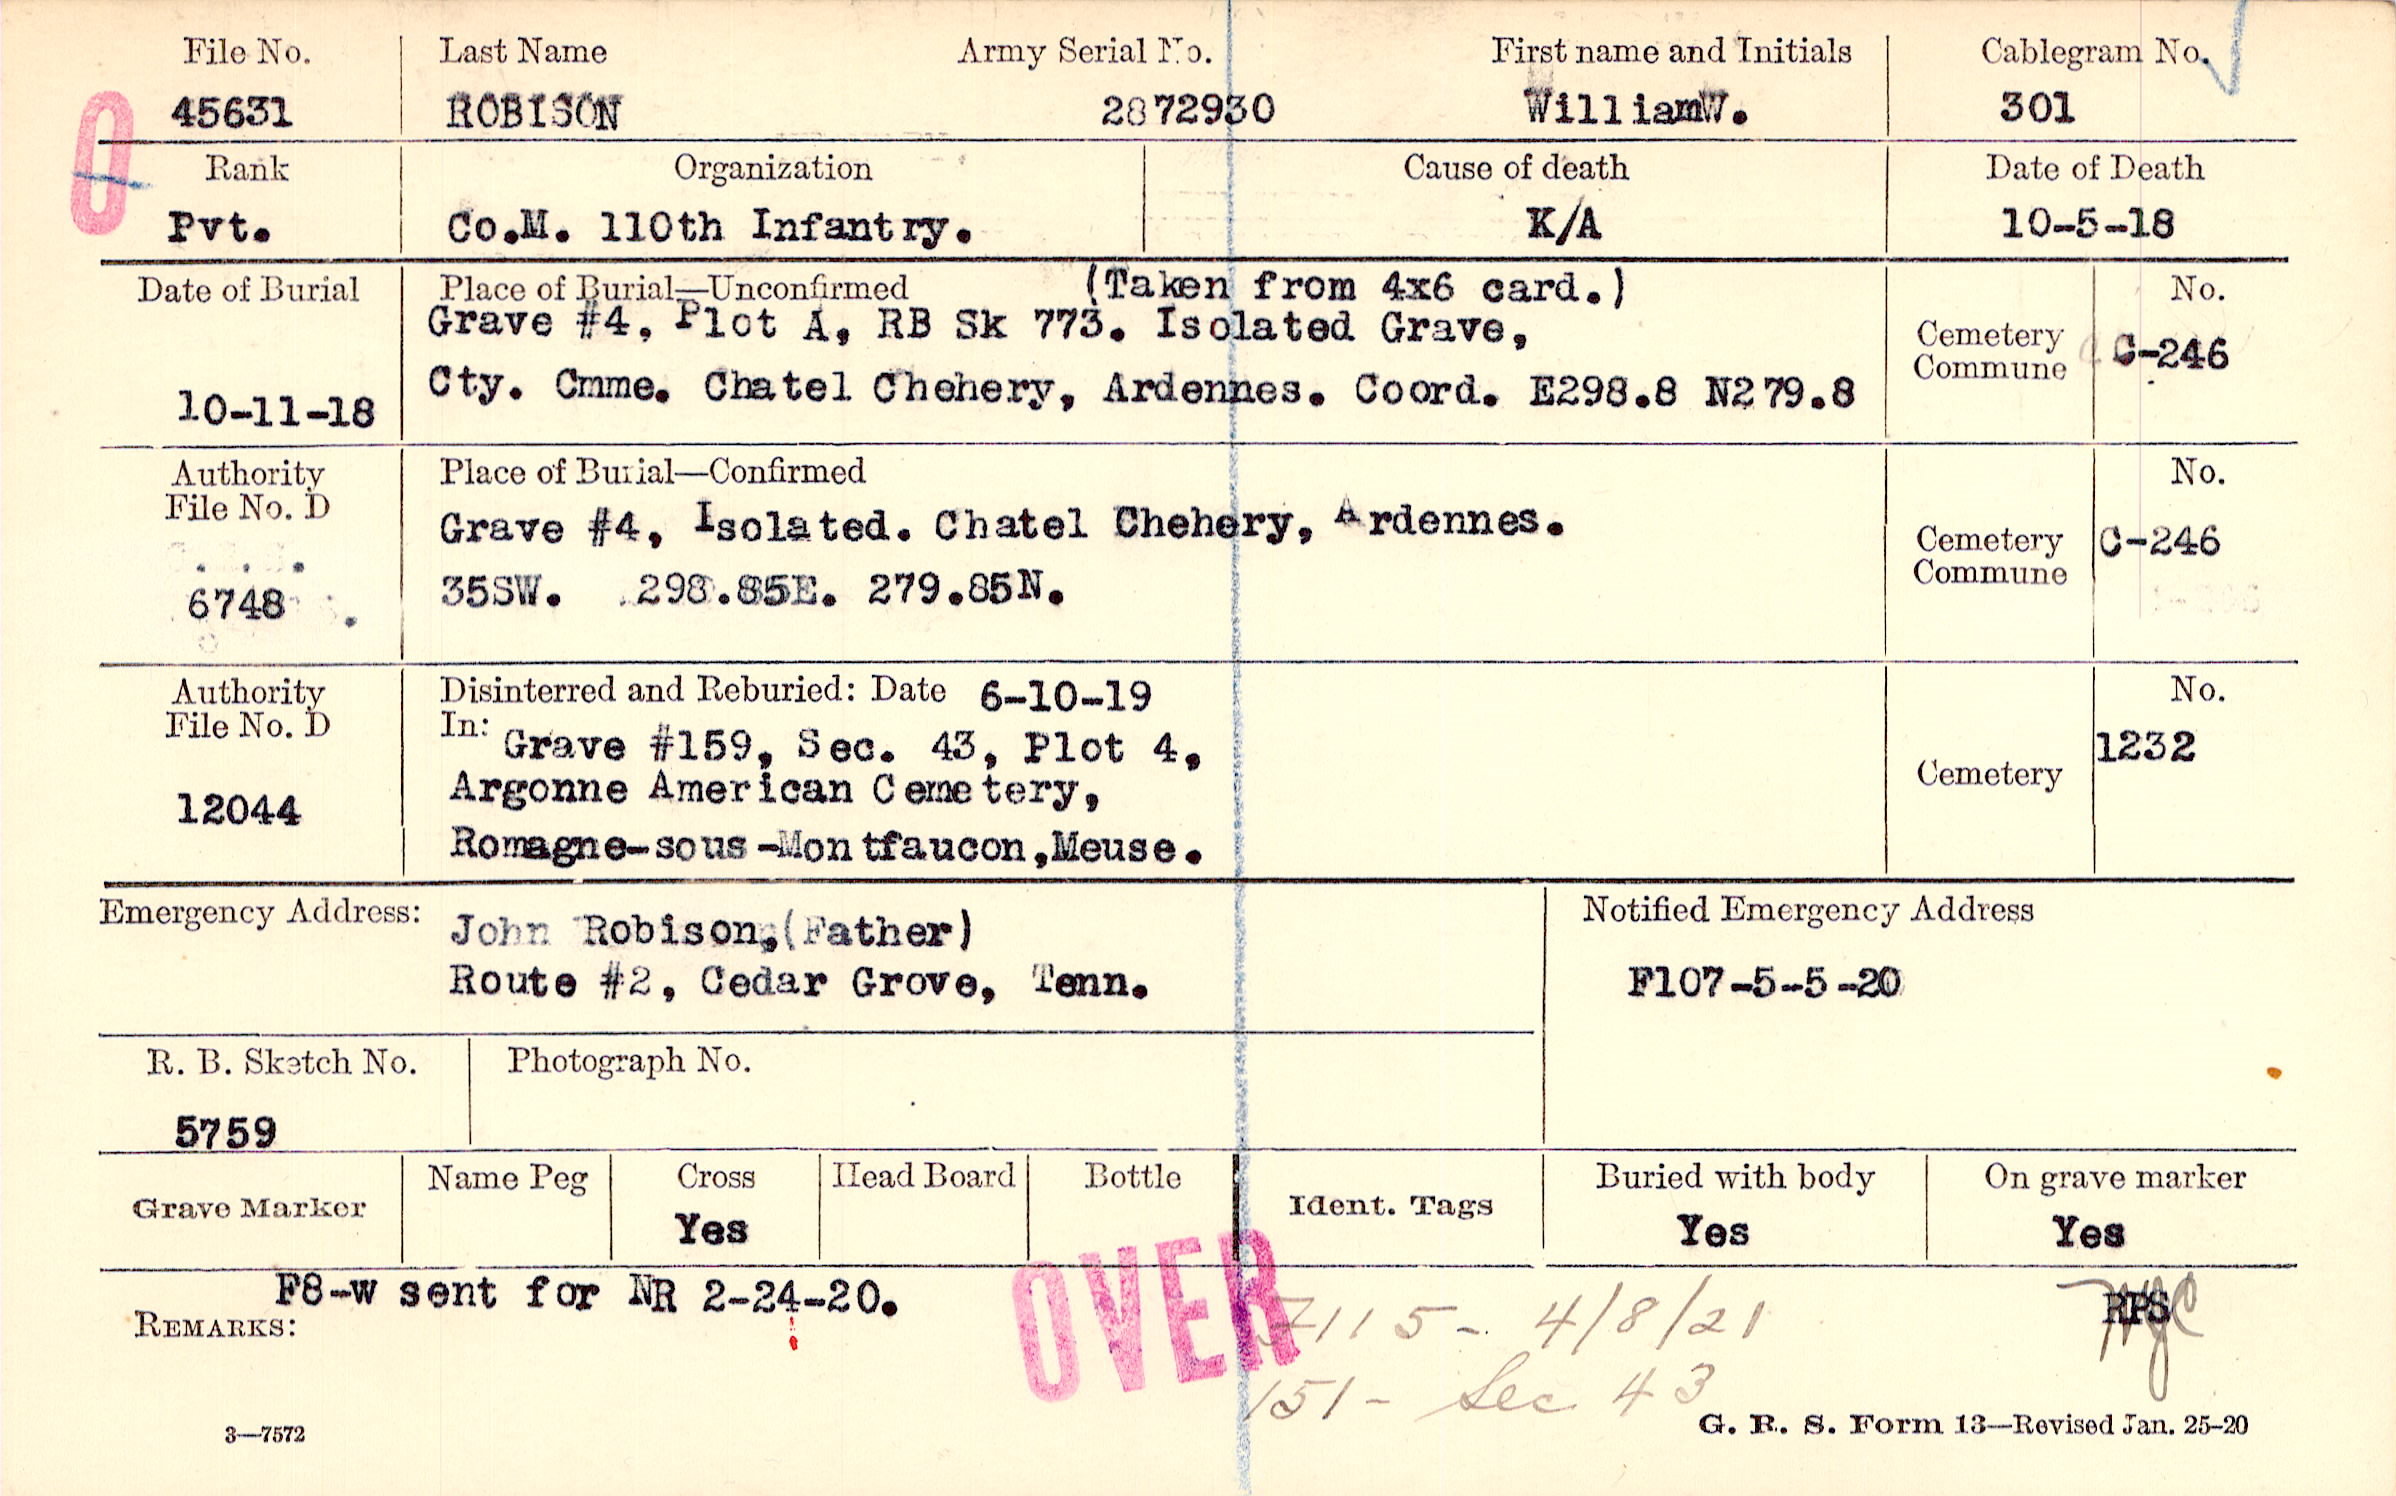 File No. Last Name Army Serial No. First name and Initials Cablegram No.
45631 ROBISON 2872930 WilliamW. 301
Rank Organization Cause of death Date of Death
Pvt. Co.M. 110th Infantry. K/A 10-5-18
Date of Burial Place of Burial—Unconfirmed (Taken from 4x6 card.) No.
Grave #4, Plot A, RB Sk 773. Isolated Grave,
Cemetery
Commune C-246
10-11-18 Cty. Cmme. Chatel Chehery, Ardennes. Coord. E298.8 N279.8
Authority Place of Burial—Confirmed No.
File No. D
Grave #4, Isolated. Chatel Chehery, Ardennes.
Cemetery
Commune C-246
6748 35SW. 298.85E. 279.85N.
Authority Disinterred and Reburied: Date 6-10-19 No.
File No. D In:
Grave #159, Sec. 43, Plot 4, 1232
Cemetery
12044 Argonne American Cemetery,
Romagne-sous-Montfaucon,Meuse.
Emergency Address: Notified Emergency Address
John Robison,(Father)
Route #2, Cedar Grove, Tenn. F107-5-5-20
R. B. Sketch No. Photograph No.
5759
Grave Marker Name Peg Cross Head Board Bottle Ident. Tags Buried with body On grave marker
Yes Yes Yes
F8-W sent for NR 2-24-20. RPS
REMARKS:
OVER
115 - 4/8/21
151 - Sec 43
3—7572 G. R. S. Form 13—Revised Jan. 25-20